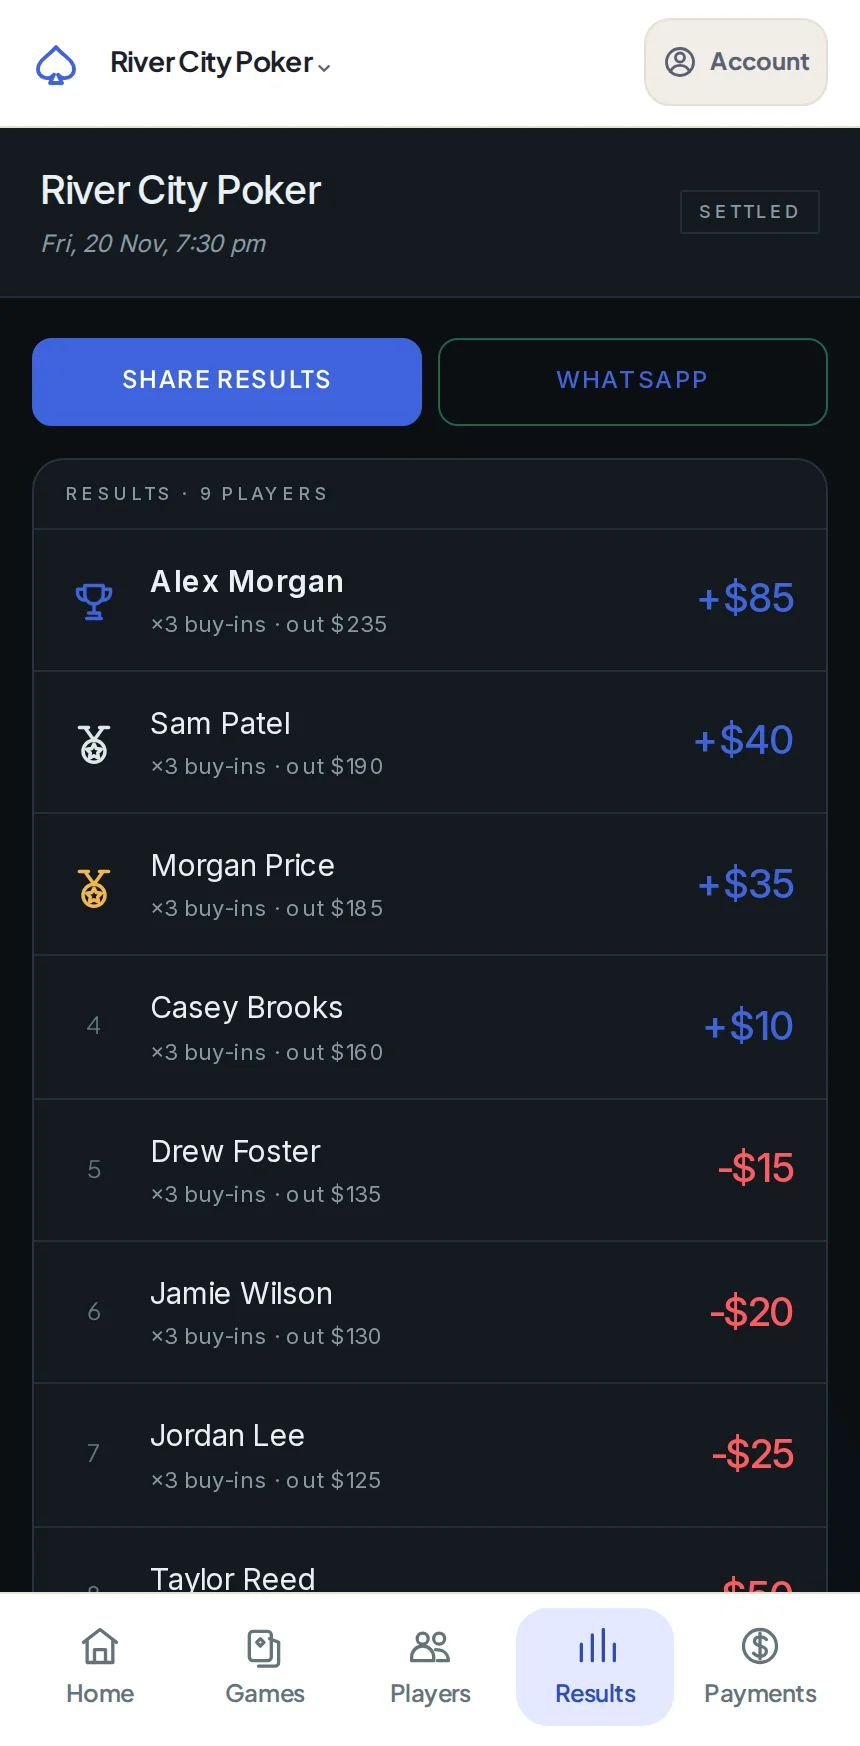 River City Poker
Account
River City Poker
Fri, 20 Nov, 7:30 pm
SETTLED
SHARE RESULTS
WHATSAPP
RESULTS · 9 PLAYERS
Alex Morgan
×3 buy-ins · out $235
+$85
Sam Patel
×3 buy-ins · out $190
+$40
Morgan Price
×3 buy-ins · out $185
+$35
4
Casey Brooks
×3 buy-ins · out $160
+$10
5
Drew Foster
×3 buy-ins · out $135
-$15
6
Jamie Wilson
×3 buy-ins · out $130
-$20
7
Jordan Lee
×3 buy-ins · out $125
-$25
Taylor Reed
Home
Games
Players
Results
Payments